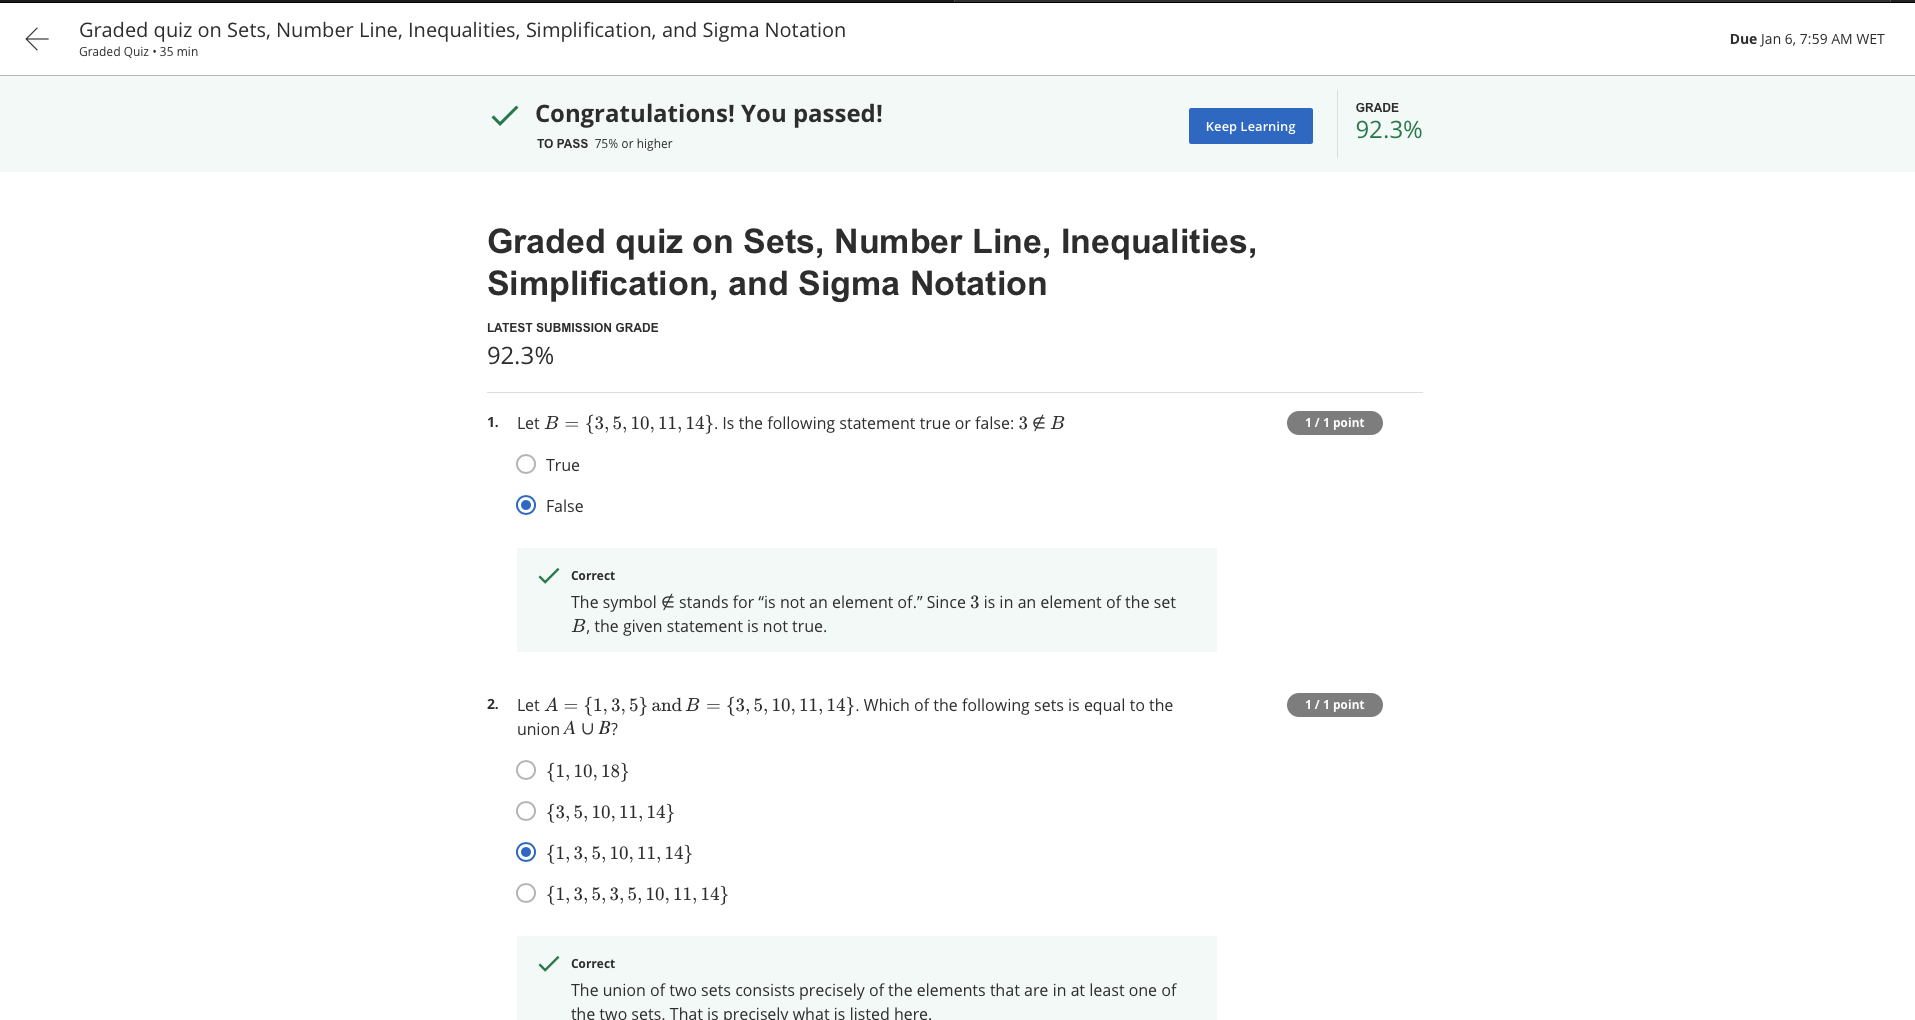 Graded quiz on Sets, Number Line, Inequalities, Simplification, and Sigma Notation
Graded Quiz • 35 min
Due Jan 6, 7:59 AM WET
Congratulations! You passed!
TO PASS 75% or higher
Keep Learning
GRADE
92.3%
Graded quiz on Sets, Number Line, Inequalities,
Simplification, and Sigma Notation
LATEST SUBMISSION GRADE
92.3%
1. Let B = {3, 5, 10, 11, 14}. Is the following statement true or false: 3 ∉ B
1 / 1 point
True
False
Correct
The symbol ∉ stands for “is not an element of.” Since 3 is in an element of the set
B, the given statement is not true.
2. Let A = {1, 3, 5} and B = {3, 5, 10, 11, 14}. Which of the following sets is equal to the
union A ∪ B?
1 / 1 point
{1, 10, 18}
{3, 5, 10, 11, 14}
{1, 3, 5, 10, 11, 14}
{1, 3, 5, 3, 5, 10, 11, 14}
Correct
The union of two sets consists precisely of the elements that are in at least one of
the two sets. That is precisely what is listed here.